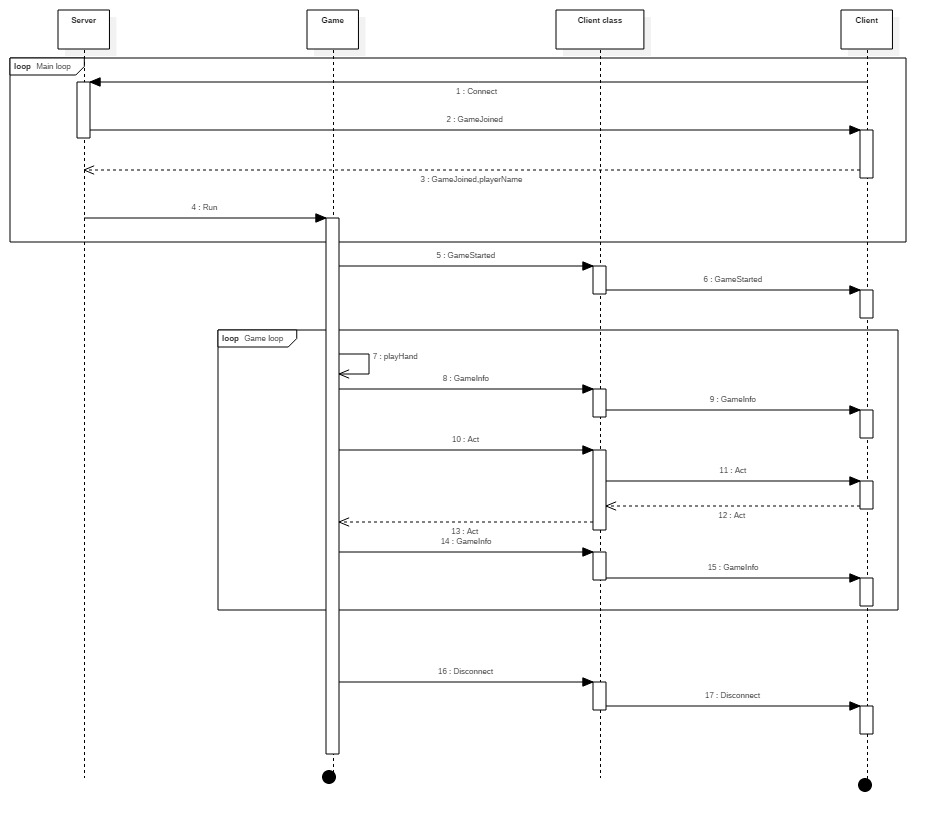 Server
Game
Client class
Client
loop Main loop
1 : Connect
2 : GameJoined
3 : GameJoined,playerName
4 : Run
5 : GameStarted
6 : GameStarted
loop Game loop
7 : playHand
8 : GameInfo
9 : GameInfo
10 : Act
11 : Act
12 : Act
13 : Act
14 : GameInfo
15 : GameInfo
16 : Disconnect
17 : Disconnect